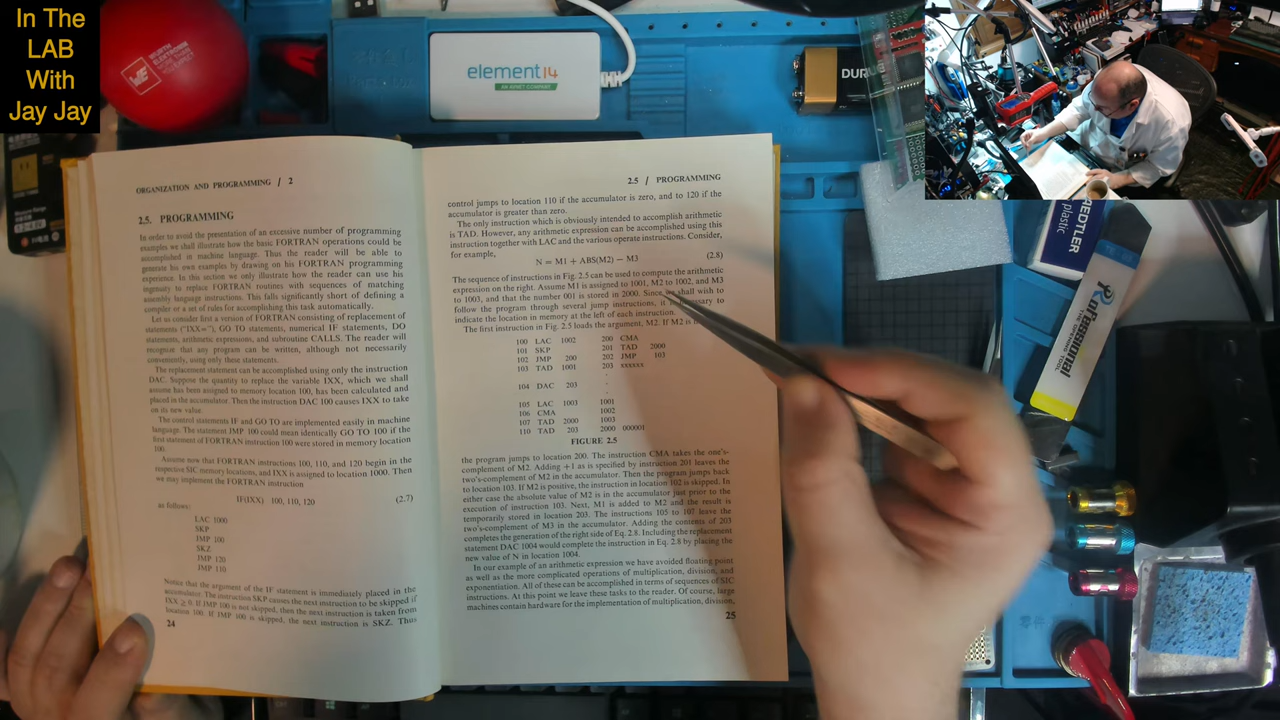 In The
LAB
With
Jay Jay
element14
AN AVNET COMPANY
ORGANIZATION AND PROGRAMMING / 2
2.5. PROGRAMMING
In order to avoid the presentation of an excessive number of programming
examples we shall illustrate how the basic FORTRAN operations could be
accomplished in machine language. Thus the reader will be able to
generate his own examples by drawing on his FORTRAN programming
experience. In this section we only illustrate how the reader can use his
ingenuity to replace FORTRAN routines with sequences of matching
assembly language instructions. This falls significantly short of defining a
compiler or a set of rules for accomplishing this task automatically.
Let us consider first a version of FORTRAN consisting of replacement of
statements ("IXX="), GO TO statements, numerical IF statements, DO
statements, arithmetic expressions, and subroutine CALLS. The reader will
recognize that any program can be written, although not necessarily
conveniently, using only these statements.
The replacement statement can be accomplished using only the instruction
DAC. Suppose the quantity to replace the variable IXX, which we shall
assume has been assigned to memory location 100, has been calculated and
placed in the accumulator. Then the instruction DAC 100 causes IXX to take
on its new value.
The control statements IF and GO TO are implemented easily in machine
language. The statement JMP 100 could mean identically GO TO 100 if the
first statement of FORTRAN instruction 100 were stored in memory location
100.
Assume now that FORTRAN instructions 100, 110, and 120 begin in the
respective SIC memory locations, and IXX is assigned to location 1000. Then
we may implement the FORTRAN instruction
IF(IXX) 100, 110, 120 (2.7)
as follows:
LAC 1000
SKP
JMP 100
SKZ
JMP 120
JMP 110
Notice that the argument of the IF statement is immediately placed in the
accumulator. The instruction SKP causes the next instruction to be skipped if
IXX ≥ 0. If JMP 100 is not skipped, then the next instruction is taken from
location 100. If JMP 100 is skipped, the next instruction is SKZ. Thus
24
2.5 / PROGRAMMING
control jumps to location 110 if the accumulator is zero, and to 120 if the
accumulator is greater than zero.
The only instruction which is obviously intended to accomplish arithmetic
is TAD. However, any arithmetic expression can be accomplished using this
instruction together with LAC and the various operate instructions. Consider,
for example,
N = M1 + ABS(M2) − M3 (2.8)
The sequence of instructions in Fig. 2.5 can be used to compute the arithmetic
expression on the right. Assume M1 is assigned to 1001, M2 to 1002, and M3
to 1003, and that the number 001 is stored in 2000. Since we shall wish to
follow the program through several jump instructions, it is necessary to
indicate the location in memory at the left of each instruction.
The first instruction in Fig. 2.5 loads the argument, M2. If M2 is
100 LAC 1002 200 CMA
101 SKP 201 TAD 2000
102 JMP 200 202 JMP 103
103 TAD 1001 203 xxxxxx
104 DAC 203
105 LAC 1003 1001
106 CMA 1002
107 TAD 2000 1003
110 TAD 203 2000 000001
FIGURE 2.5
the program jumps to location 200. The instruction CMA takes the one's-
complement of M2. Adding +1 as is specified by instruction 201 leaves the
two's-complement of M2 in the accumulator. Then the program jumps back
to location 103. If M2 is positive, the instruction in location 102 is skipped. In
either case the absolute value of M2 is in the accumulator just prior to the
execution of instruction 103. Next, M1 is added to M2 and the result is
temporarily stored in location 203. The instructions 105 to 107 leave the
two's-complement of M3 in the accumulator. Adding the contents of 203
completes the generation of the right side of Eq. 2.8. Including the replacement
statement DAC 1004 would complete the instruction in Eq. 2.8 by placing the
new value of N in location 1004.
In our example of an arithmetic expression we have avoided floating point
as well as the more complicated operations of multiplication, division, and
exponentiation. All of these can be accomplished in terms of sequences of SIC
instructions. At this point we leave these tasks to the reader. Of course, large
machines contain hardware for the implementation of multiplication, division,
25
plastic